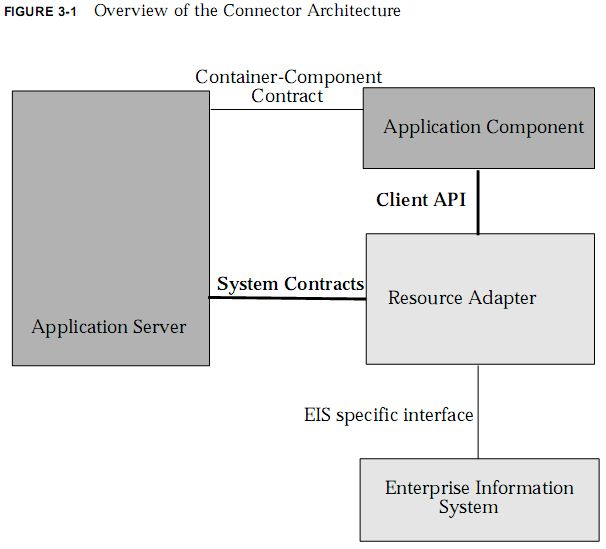 FIGURE 3-1 Overview of the Connector Architecture
Container-Component
Contract
Application Component
Client API
System Contracts
Resource Adapter
Application Server
EIS specific interface
Enterprise Information
System